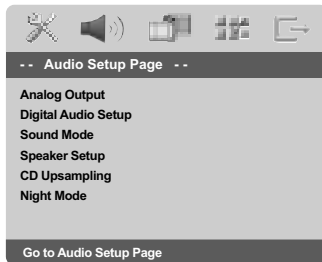 - - Audio Setup Page - -
Analog Output
Digital Audio Setup
Sound Mode
Speaker Setup
CD Upsampling
Night Mode
Go to Audio Setup Page